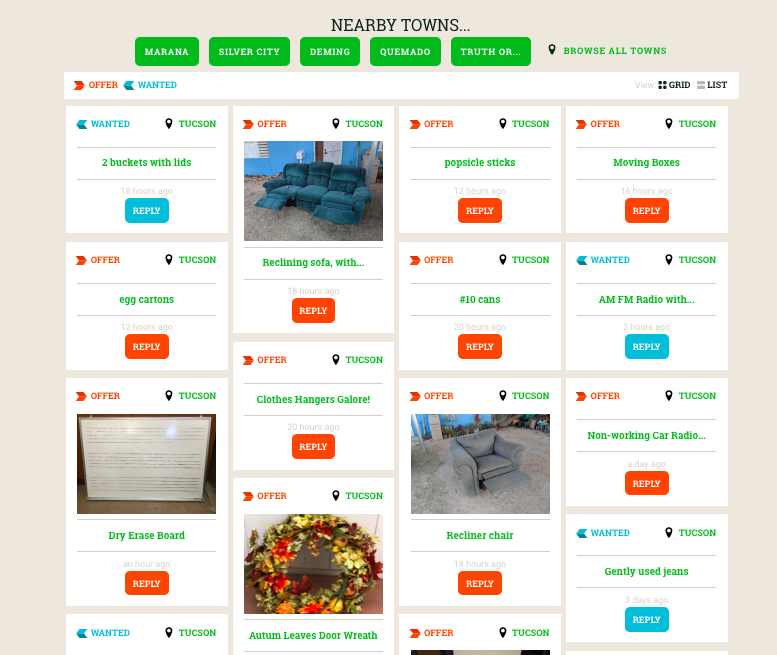 NEARBY TOWNS...
MARANA
SILVER CITY
DEMING
QUEMADO
TRUTH OR...
BROWSE ALL TOWNS
OFFER
WANTED
View:
GRID
LIST
WANTED
TUCSON
2 buckets with lids
18 hours ago
REPLY
OFFER
TUCSON
egg cartons
12 hours ago
REPLY
OFFER
TUCSON
Dry Erase Board
an hour ago
REPLY
WANTED
TUCSON
OFFER
TUCSON
Reclining sofa, with...
18 hours ago
REPLY
OFFER
TUCSON
Clothes Hangers Galore!
20 hours ago
REPLY
OFFER
TUCSON
Autum Leaves Door Wreath
OFFER
TUCSON
popsicle sticks
12 hours ago
REPLY
OFFER
TUCSON
#10 cans
20 hours ago
REPLY
OFFER
TUCSON
Recliner chair
18 hours ago
REPLY
OFFER
TUCSON
OFFER
TUCSON
Moving Boxes
16 hours ago
REPLY
WANTED
TUCSON
AM FM Radio with...
2 hours ago
REPLY
OFFER
TUCSON
Non-working Car Radio...
a day ago
REPLY
WANTED
TUCSON
Gently used jeans
3 days ago
REPLY